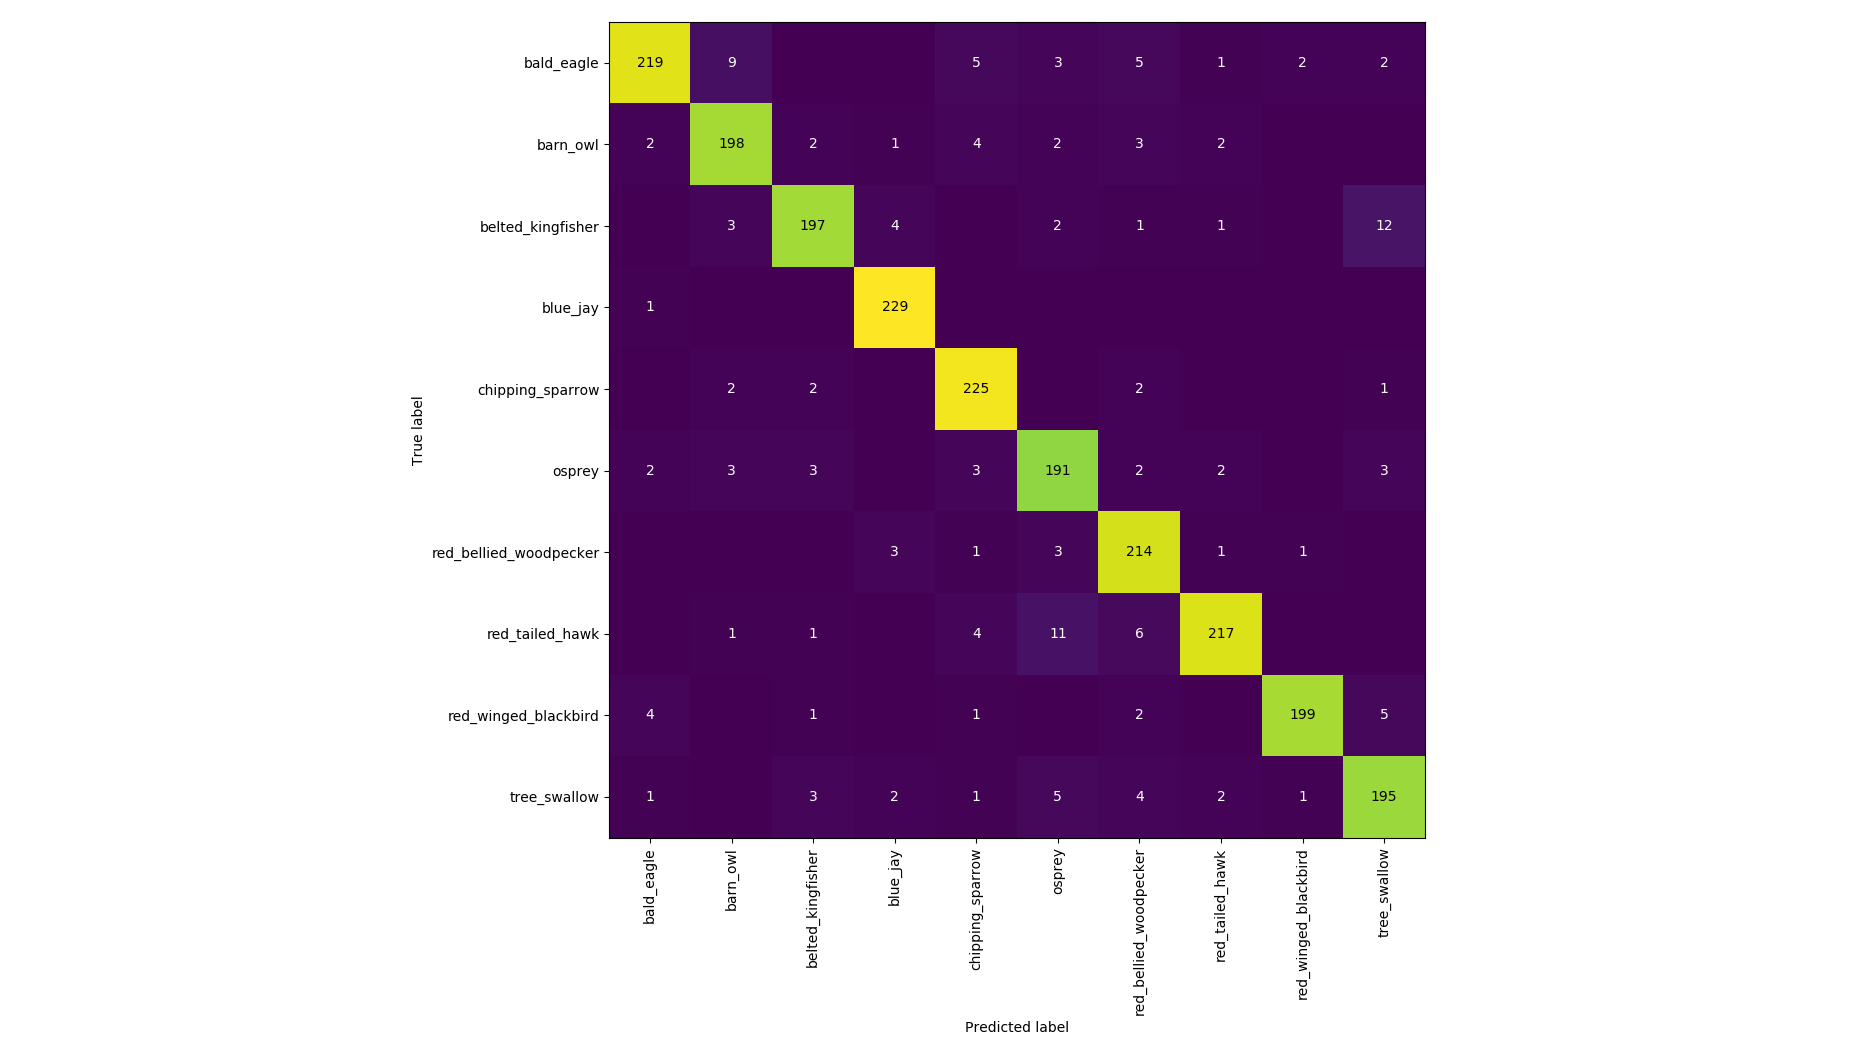 bald_eagle 219 9 5 3 5 1 2 2
barn_owl 2 198 2 1 4 2 3 2
belted_kingfisher 3 197 4 2 1 1 12
blue_jay 1 229
chipping_sparrow 2 2 225 2 1
True label
osprey 2 3 3 3 191 2 2 3
red_bellied_woodpecker 3 1 3 214 1 1
red_tailed_hawk 1 1 4 11 6 217
red_winged_blackbird 4 1 1 2 199 5
tree_swallow 1 3 2 1 5 4 2 1 195
bald_eagle
barn_owl
belted_kingfisher
blue_jay
chipping_sparrow
osprey
red_bellied_woodpecker
red_tailed_hawk
red_winged_blackbird
tree_swallow
Predicted label